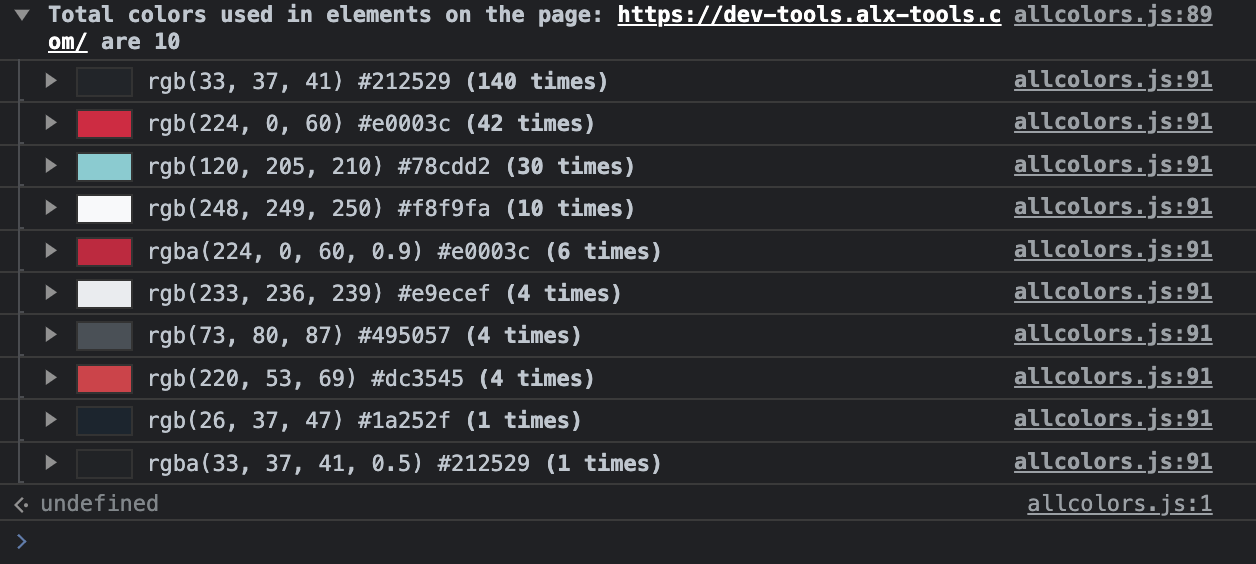 ▼ Total colors used in elements on the page: https://dev-tools.alx-tools.c allcolors.js:89
om/ are 10
▶ rgb(33, 37, 41) #212529 (140 times) allcolors.js:91
▶ rgb(224, 0, 60) #e0003c (42 times) allcolors.js:91
▶ rgb(120, 205, 210) #78cdd2 (30 times) allcolors.js:91
▶ rgb(248, 249, 250) #f8f9fa (10 times) allcolors.js:91
▶ rgba(224, 0, 60, 0.9) #e0003c (6 times) allcolors.js:91
▶ rgb(233, 236, 239) #e9ecef (4 times) allcolors.js:91
▶ rgb(73, 80, 87) #495057 (4 times) allcolors.js:91
▶ rgb(220, 53, 69) #dc3545 (4 times) allcolors.js:91
▶ rgb(26, 37, 47) #1a252f (1 times) allcolors.js:91
▶ rgba(33, 37, 41, 0.5) #212529 (1 times) allcolors.js:91
undefined allcolors.js:1